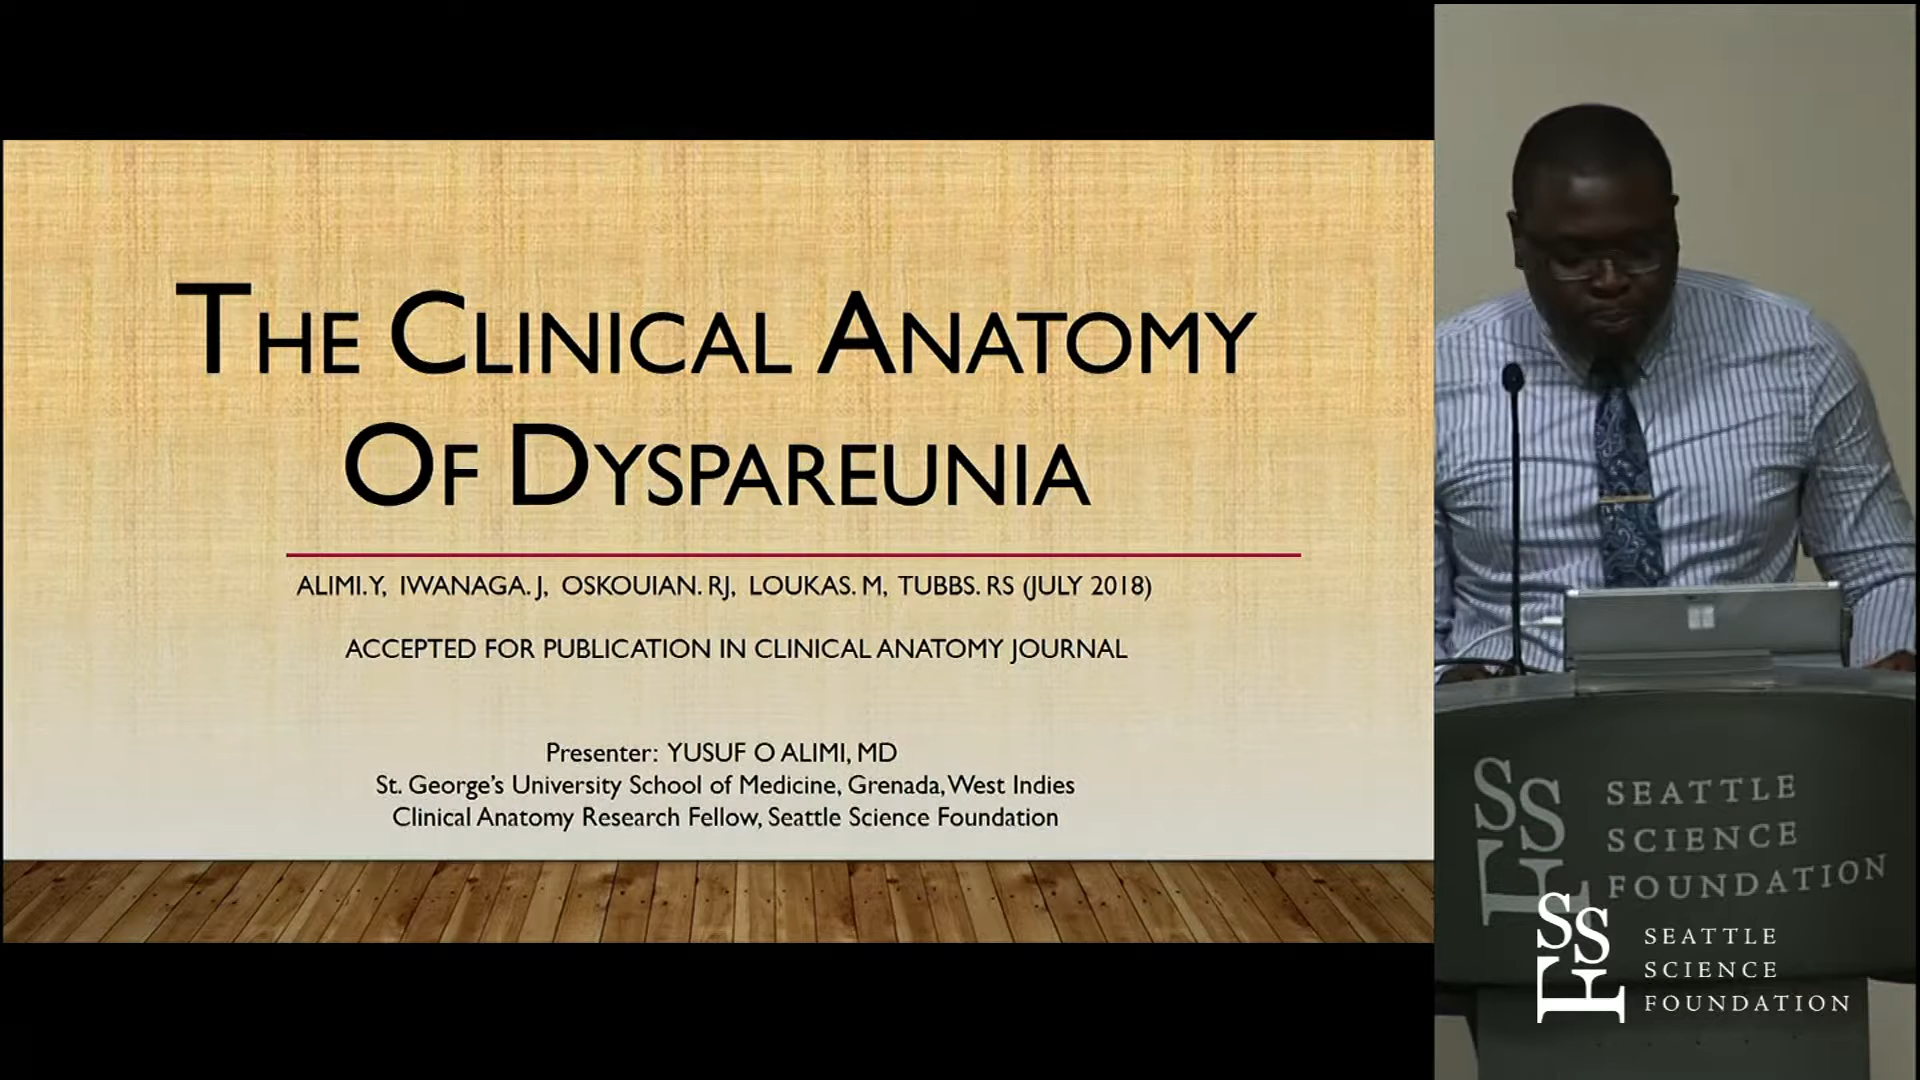 THE CLINICAL ANATOMY
OF DYSPAREUNIA
ALIMI.Y, IWANAGA. J, OSKOUIAN. RJ, LOUKAS. M, TUBBS. RS (JULY 2018)
ACCEPTED FOR PUBLICATION IN CLINICAL ANATOMY JOURNAL
Presenter: YUSUF O ALIMI, MD
St. George's University School of Medicine, Grenada, West Indies
Clinical Anatomy Research Fellow, Seattle Science Foundation
SSF
SEATTLE
SCIENCE
FOUNDATION
SSF
SEATTLE
SCIENCE
FOUNDATION